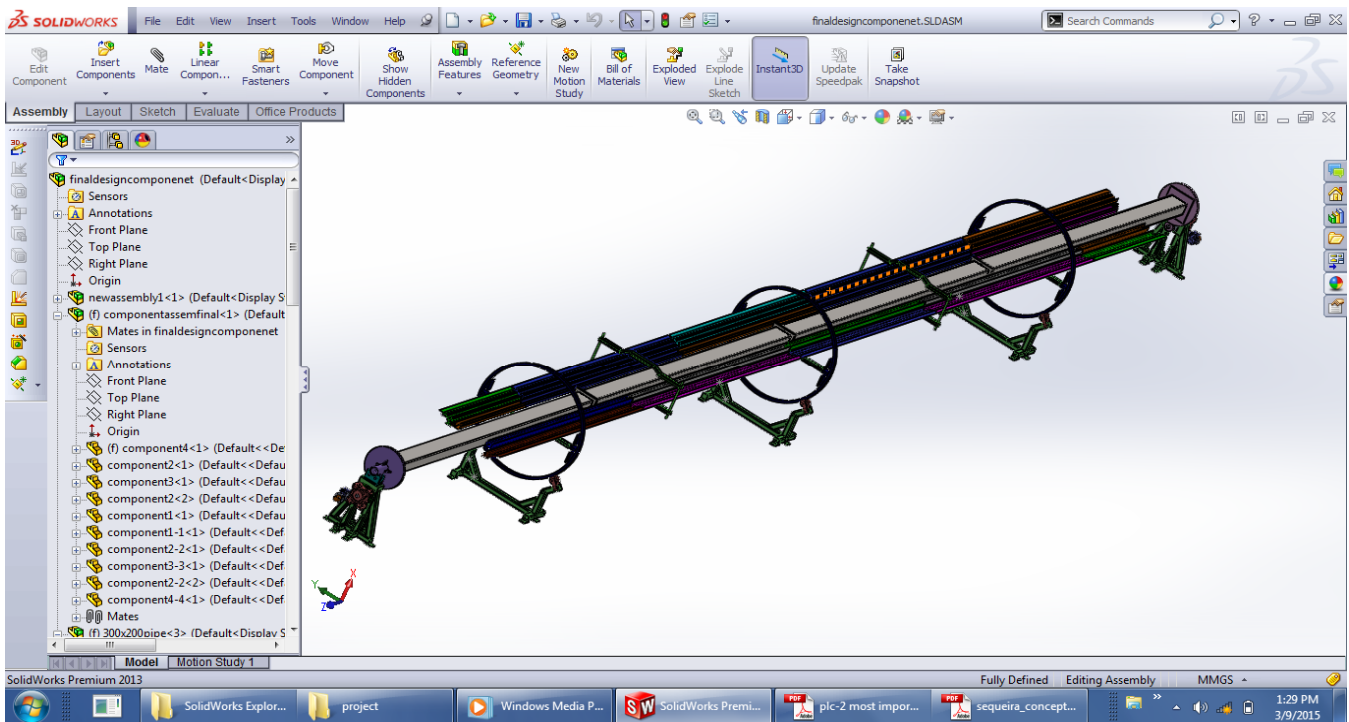 SOLIDWORKS File Edit View Insert Tools Window Help finaldesigncomponenet.SLDASM Search Commands
Edit Component
Insert Components
Mate
Linear Compon...
Smart Fasteners
Move Component
Show Hidden Components
Assembly Features
Reference Geometry
New Motion Study
Bill of Materials
Exploded View
Explode Line Sketch
Instant3D
Update Speedpak
Take Snapshot
Assembly Layout Sketch Evaluate Office Products
finaldesigncomponenet (Default<Display
Sensors
Annotations
Front Plane
Top Plane
Right Plane
Origin
newassembly1<1> (Default<Display S
(f) componentassemfinal<1> (Default
Mates in finaldesigncomponenet
Sensors
Annotations
Front Plane
Top Plane
Right Plane
Origin
(f) component4<1> (Default<<De
component2<1> (Default<<Defau
component3<1> (Default<<Defau
component2<2> (Default<<Defau
component1<1> (Default<<Defau
component1-1<1> (Default<<Def
component2-2<1> (Default<<Def
component3-3<1> (Default<<Def
component2-2<2> (Default<<Def
component4-4<1> (Default<<Def
Mates
(f) 300x200pipe<3> (Default<Display S
Y X Z
Model Motion Study 1
SolidWorks Premium 2013 Fully Defined Editing Assembly MMGS
SolidWorks Explor... project Windows Media P... SolidWorks Premi... plc-2 most impor... sequeira_concept... 1:29 PM
3/9/2015